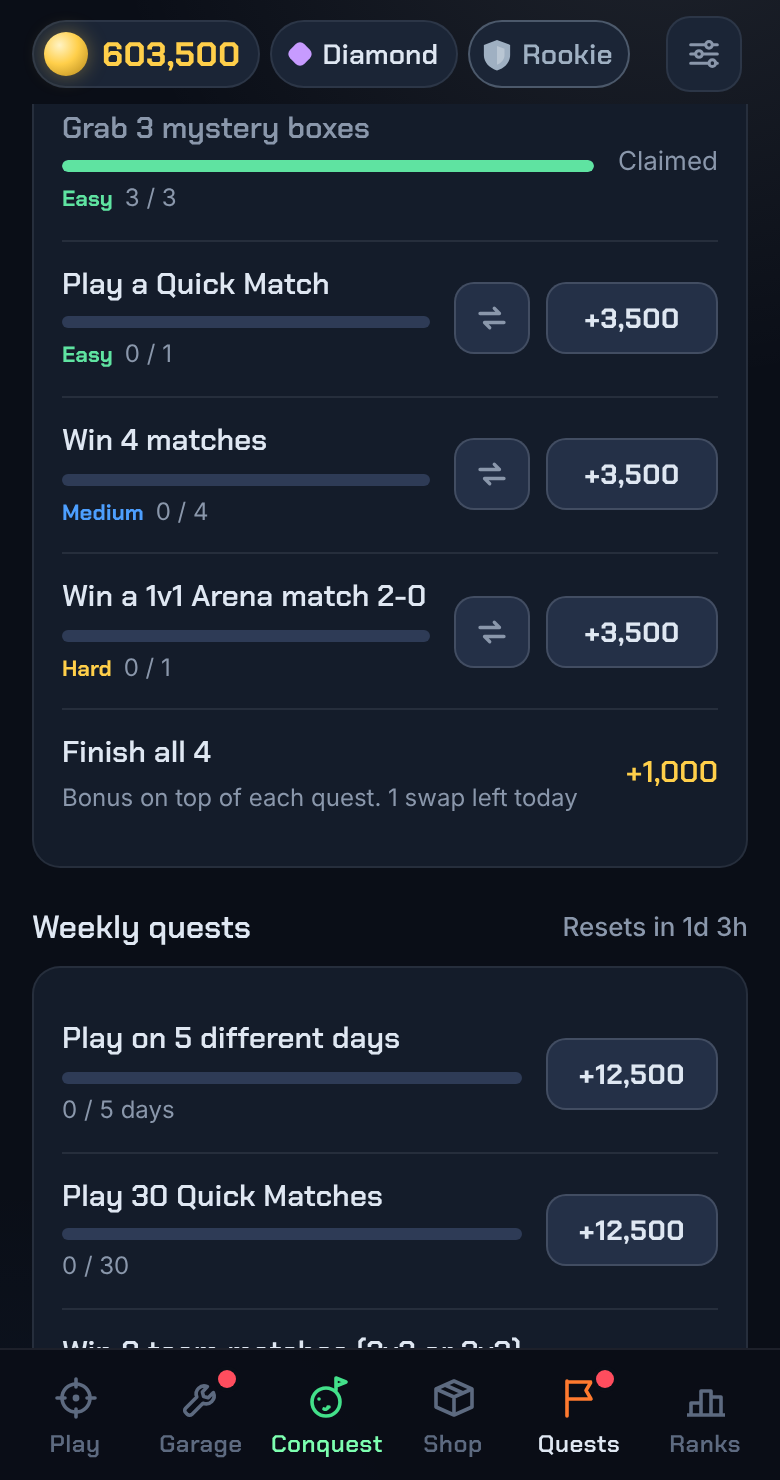 603,500
Diamond
Rookie
Grab 3 mystery boxes
Claimed
Easy 3 / 3
Play a Quick Match
+3,500
Easy 0 / 1
Win 4 matches
+3,500
Medium 0 / 4
Win a 1v1 Arena match 2-0
+3,500
Hard 0 / 1
Finish all 4
+1,000
Bonus on top of each quest. 1 swap left today
Weekly quests
Resets in 1d 3h
Play on 5 different days
+12,500
0 / 5 days
Play 30 Quick Matches
+12,500
0 / 30
Play
Garage
Conquest
Shop
Quests
Ranks